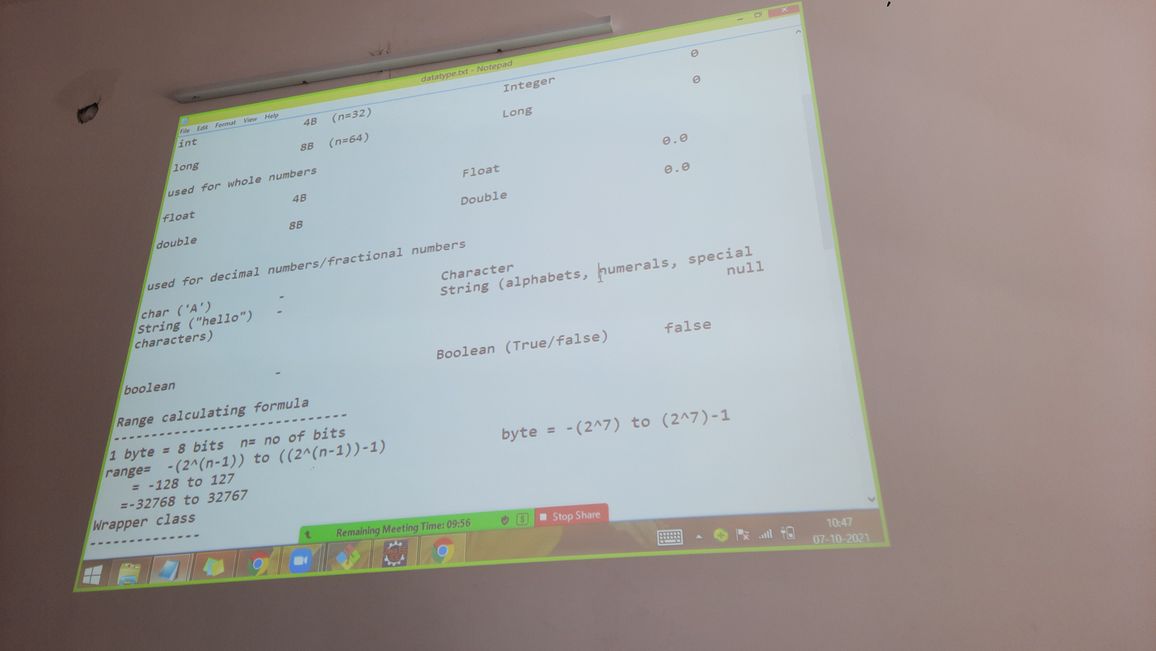 datatype.txt - Notepad
File Edit Format View Help
int 4B (n=32) Integer 0
long 8B (n=64) Long 0
used for whole numbers
float 4B Float 0.0
double 8B Double 0.0
used for decimal numbers/fractional numbers
char ('A') - Character
String ("hello") - String (alphabets, numerals, special
characters) null
boolean - Boolean (True/false) false
Range calculating formula
----------------------------
1 byte = 8 bits n= no of bits
range= -(2^(n-1)) to ((2^(n-1))-1) byte = -(2^7) to (2^7)-1
= -128 to 127
=-32768 to 32767
Wrapper class
-------------
Remaining Meeting Time: 09:56 Stop Share
10:47
07-10-2021